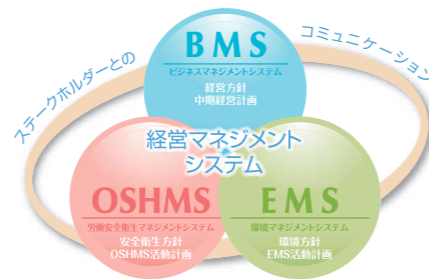 ステークホルダーとの
コミュニケーション
BMS
ビジネスマネジメントシステム
経営方針
中期経営計画
経営マネジメント
システム
OSHMS
労働安全衛生マネジメントシステム
安全衛生方針
OSHMS活動計画
EMS
環境マネジメントシステム
環境方針
EMS活動計画